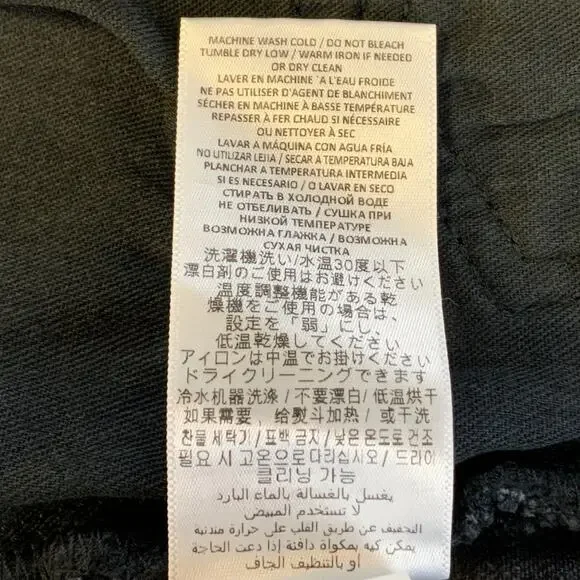 MACHINE WASH COLD / DO NOT BLEACH
TUMBLE DRY LOW / WARM IRON IF NEEDED
OR DRY CLEAN
LAVER EN MACHINE `A L'EAU FROIDE
NE PAS UTILISER D'AGENT DE BLANCHIMENT
SÉCHER EN MACHINE À BASSE TEMPÉRATURE
REPASSER À FER CHAUD SI NÉCESSAIRE
OU NETTOYER À SEC
LAVAR A MÁQUINA CON AGUA FRÍA
NO UTILIZAR LEJIA / SECAR A TEMPERATURA BAJA
PLANCHAR A TEMPERATURA INTERMEDIA
SI ES NECESARIO / O LAVAR EN SECO
СТИРАТЬ В ХОЛОДНОЙ ВОДЕ
НЕ ОТБЕЛИВАТЬ / СУШКА ПРИ
НИЗКОЙ ТЕМПЕРАТУРЕ
ВОЗМОЖНА ГЛАЖКА / ВОЗМОЖНА
СУХАЯ ЧИСТКА
洗濯機洗い/水温30度以下
漂白剤のご使用はお避けください
温度調整機能がある乾
燥機をご使用の場合は、
設定を「弱」にし、
低温乾燥してください
アイロンは中温でお掛けください
ドライクリーニングできます
冷水机器洗涤 / 不要漂白/ 低温烘干
如果需要, 给熨斗加热 / 或干洗
찬물 세탁기 / 표백 금지 / 낮은 온도로 건조
필요 시 고온으로 다리십시오 / 드라이
클리닝 가능
يغسل بالغسالة بالماء البارد
لا تستخدم المبيض
التجفيف عن طريق القلب على حرارة متدنية
يمكن كيه بمكواة دافئة إذا دعت الحاجة
أو بالتنظيف الجاف